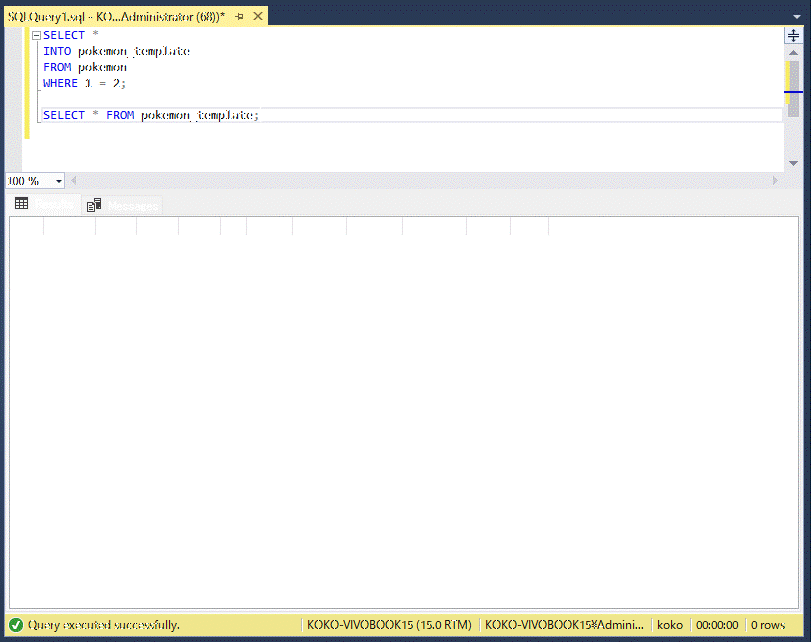 SQLQuery1.sql - KO...Administrator (68))*
SELECT *
INTO pokemon_template
FROM pokemon
WHERE 1 = 2;
SELECT * FROM pokemon_template;
100 %
Results Messages
Query executed successfully. KOKO-VIVOBOOK15 (15.0 RTM) KOKO-VIVOBOOK15¥Admini... koko 00:00:00 0 rows